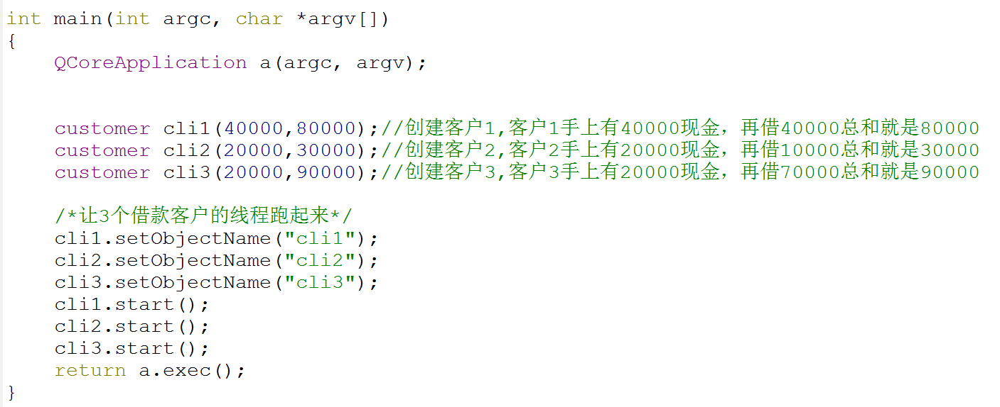 int main(int argc, char *argv[])
{
    QCoreApplication a(argc, argv);
    customer cli1(40000,80000);//创建客户1,客户1手上有40000现金，再借40000总和就是80000
    customer cli2(20000,30000);//创建客户2,客户2手上有20000现金，再借10000总和就是30000
    customer cli3(20000,90000);//创建客户3,客户3手上有20000现金，再借70000总和就是90000
    /*让3个借款客户的线程跑起来*/
    cli1.setObjectName("cli1");
    cli2.setObjectName("cli2");
    cli3.setObjectName("cli3");
    cli1.start();
    cli2.start();
    cli3.start();
    return a.exec();
}